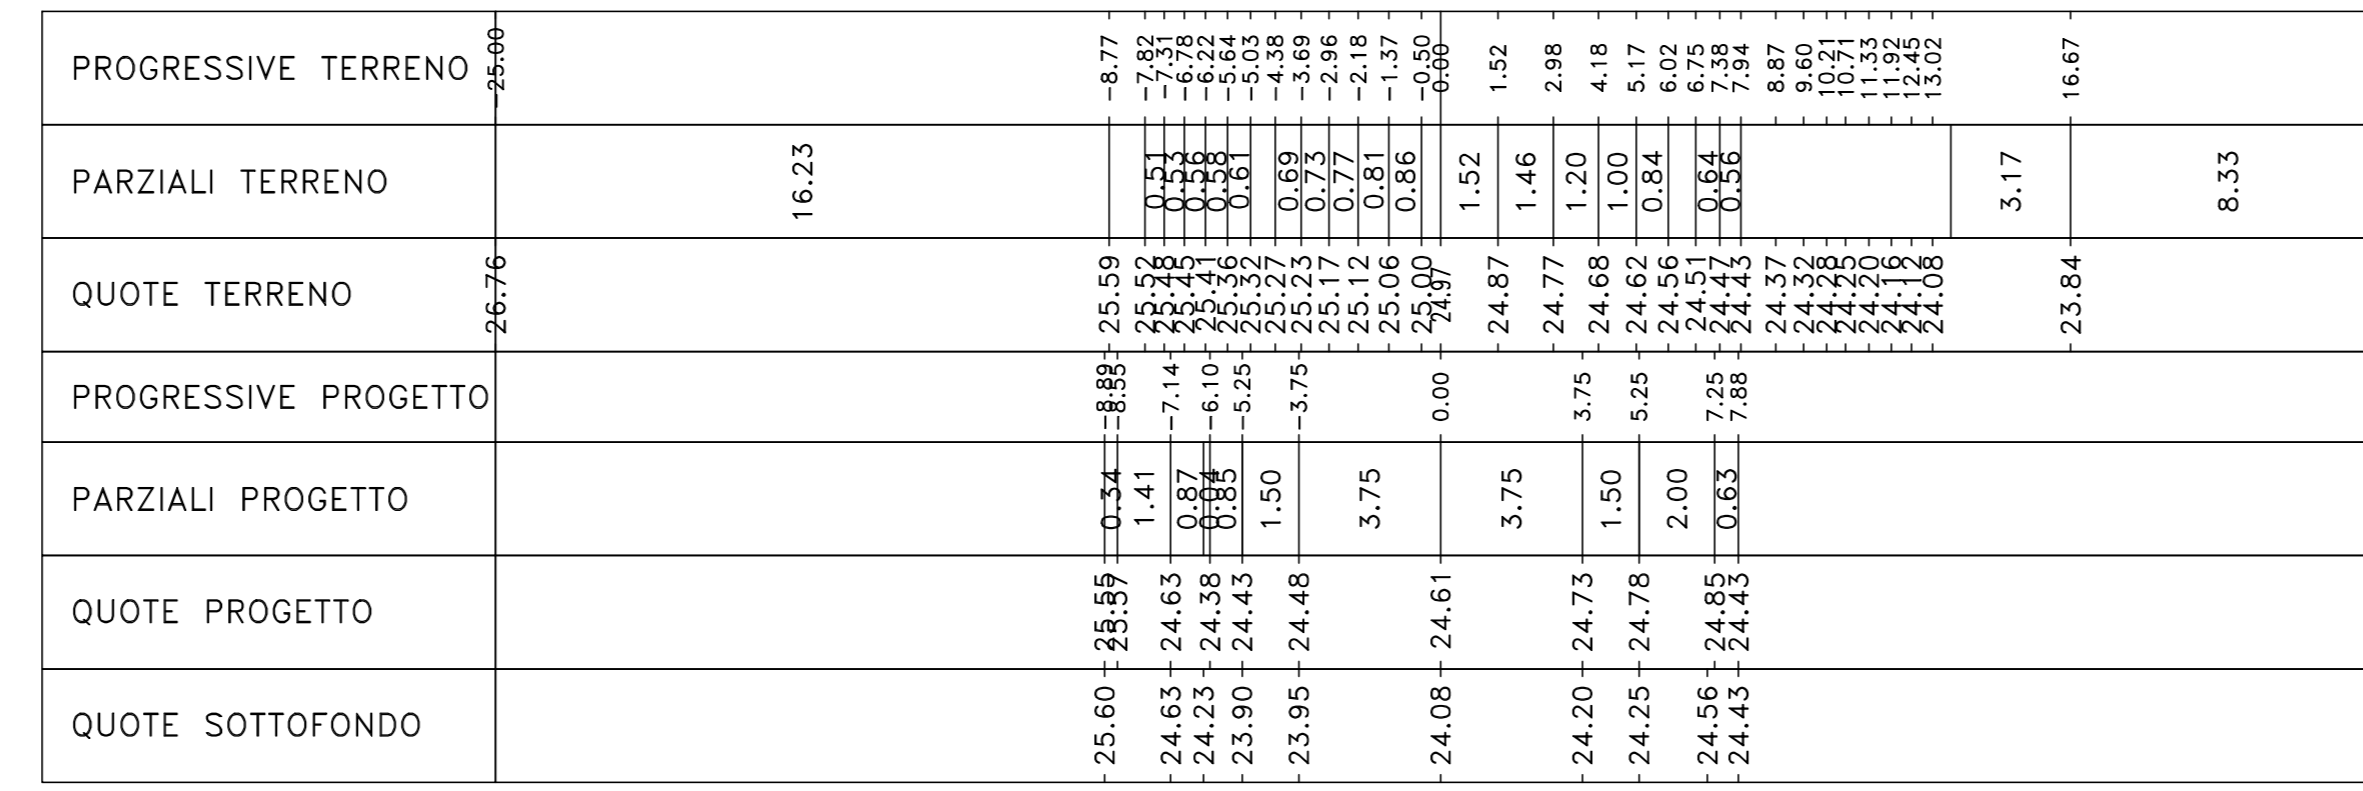 PROGRESSIVE TERRENO -25.00 -8.77 -7.82 -7.31 -6.78 -6.22 -5.64 -5.03 -4.38 -3.69 -2.96 -2.18 -1.37 -0.50 0.00 1.52 2.98 4.18 5.17 6.02 6.75 7.38 7.94 8.87 9.60 10.21 10.71 11.33 11.92 12.45 13.02 16.67
PARZIALI TERRENO 16.23 0.51 0.53 0.56 0.58 0.61 0.69 0.73 0.77 0.81 0.86 1.52 1.46 1.20 1.00 0.84 0.64 0.56 3.17 8.33
QUOTE TERRENO 26.76 25.59 25.52 25.48 25.45 25.41 25.36 25.32 25.27 25.23 25.17 25.12 25.06 25.00 24.97 24.87 24.77 24.68 24.62 24.56 24.51 24.47 24.43 24.37 24.32 24.28 24.25 24.20 24.16 24.12 24.08 23.84
PROGRESSIVE PROGETTO -8.89 -8.55 -7.14 -6.10 -5.25 -3.75 0.00 3.75 5.25 7.25 7.88
PARZIALI PROGETTO 0.34 1.41 0.87 0.04 0.85 1.50 3.75 3.75 1.50 2.00 0.63
QUOTE PROGETTO 25.55 25.57 24.63 24.38 24.43 24.48 24.61 24.73 24.78 24.85 24.43
QUOTE SOTTOFONDO 25.60 24.63 24.23 23.90 23.95 24.08 24.20 24.25 24.56 24.43